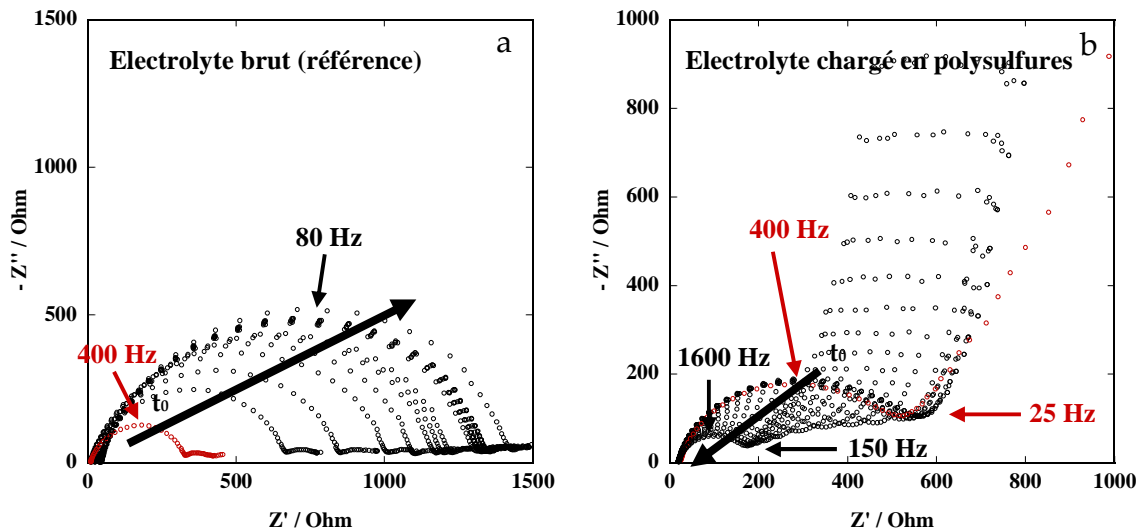 a
Electrolyte brut (référence)
1500
1000
500
0
- Z'' / Ohm
80 Hz
400 Hz
t0
0
500
1000
1500
Z' / Ohm
b
Electrolyte chargé en polysulfures
1000
800
600
400
200
0
- Z'' / Ohm
400 Hz
1600 Hz
t0
25 Hz
150 Hz
0
200
400
600
800
1000
Z' / Ohm